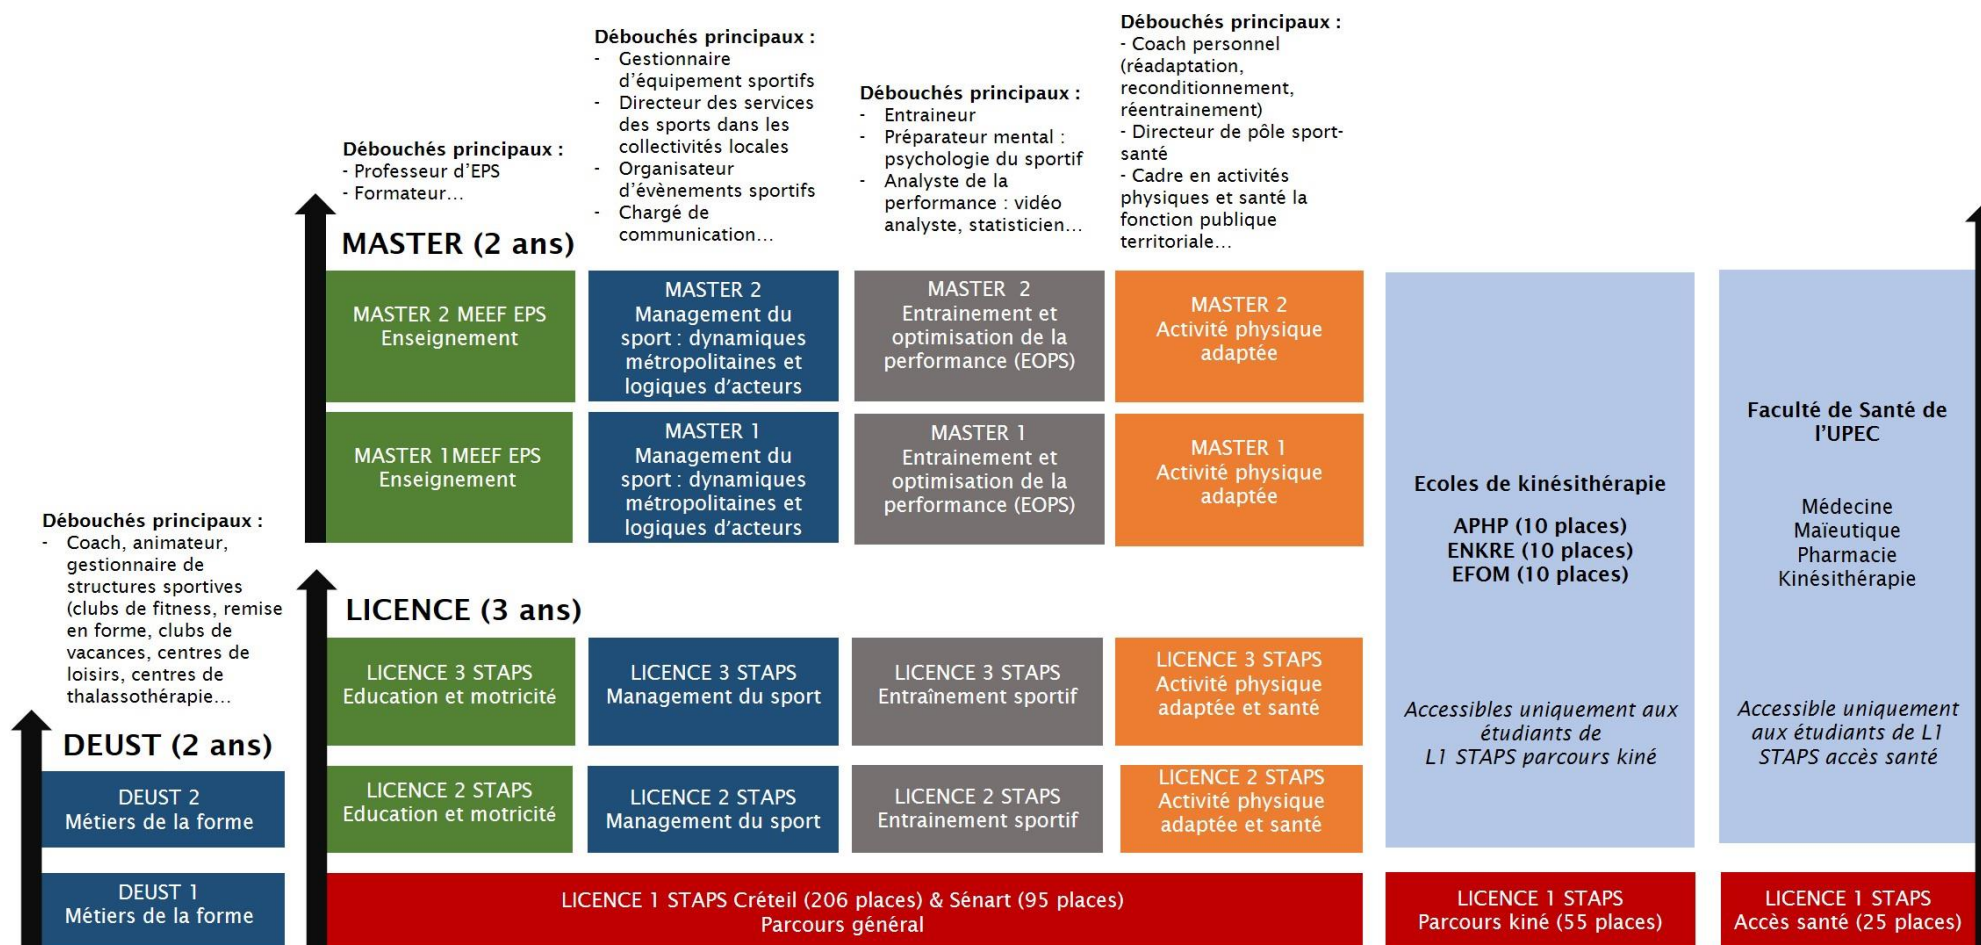 Débouchés principaux :
- Coach, animateur,
gestionnaire de
structures sportives
(clubs de fitness, remise
en forme, clubs de
vacances, centres de
loisirs, centres de
thalassothérapie…
DEUST (2 ans)
DEUST 2
Métiers de la forme
DEUST 1
Métiers de la forme
Débouchés principaux :
- Professeur d’EPS
- Formateur…
MASTER (2 ans)
Débouchés principaux :
- Gestionnaire
d’équipement sportifs
- Directeur des services
des sports dans les
collectivités locales
- Organisateur
d’évènements sportifs
- Chargé de
communication…
Débouchés principaux :
- Entraineur
- Préparateur mental :
psychologie du sportif
- Analyste de la
performance : vidéo
analyste, statisticien…
Débouchés principaux :
- Coach personnel
(réadaptation,
reconditionnement,
réentrainement)
- Directeur de pôle sport-
santé
- Cadre en activités
physiques et santé la
fonction publique
territoriale…
MASTER 2 MEEF EPS
Enseignement
MASTER 2
Management du
sport : dynamiques
métropolitaines et
logiques d’acteurs
MASTER 2
Entrainement et
optimisation de la
performance (EOPS)
MASTER 2
Activité physique
adaptée
MASTER 1MEEF EPS
Enseignement
MASTER 1
Management du
sport : dynamiques
métropolitaines et
logiques d’acteurs
MASTER 1
Entrainement et
optimisation de la
performance (EOPS)
MASTER 1
Activité physique
adaptée
LICENCE (3 ans)
LICENCE 3 STAPS
Education et motricité
LICENCE 3 STAPS
Management du sport
LICENCE 3 STAPS
Entraînement sportif
LICENCE 3 STAPS
Activité physique
adaptée et santé
LICENCE 2 STAPS
Education et motricité
LICENCE 2 STAPS
Management du sport
LICENCE 2 STAPS
Entrainement sportif
LICENCE 2 STAPS
Activité physique
adaptée et santé
LICENCE 1 STAPS Créteil (206 places) & Sénart (95 places)
Parcours général
Ecoles de kinésithérapie
APHP (10 places)
ENKRE (10 places)
EFOM (10 places)
Accessibles uniquement aux
étudiants de
L1 STAPS parcours kiné
LICENCE 1 STAPS
Parcours kiné (55 places)
Faculté de Santé de
l’UPEC
Médecine
Maïeutique
Pharmacie
Kinésithérapie
Accessible uniquement
aux étudiants de L1
STAPS accès santé
LICENCE 1 STAPS
Accès santé (25 places)